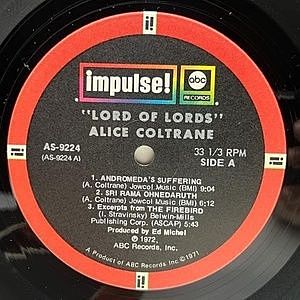 impulse!
abc
RECORDS
"LORD OF LORDS"
ALICE COLTRANE
AS-9224
(AS-9224 A)
33 1/3 RPM
SIDE A
1. ANDROMEDA'S SUFFERING
(A. Coltrane) Jowcol Music (BMI) 9:04
2. SRI RAMA OHNEDARUTH
(A. Coltrane) Jowcol Music (BMI) 6:12
3. Excerpts from THE FIREBIRD
(I. Stravinsky) Belwin-Mills
Publishing Corp. (ASCAP) 5:43
Produced by Ed Michel
© 1972,
ABC Records, Inc.
A Product of ABC Records Inc ©1971